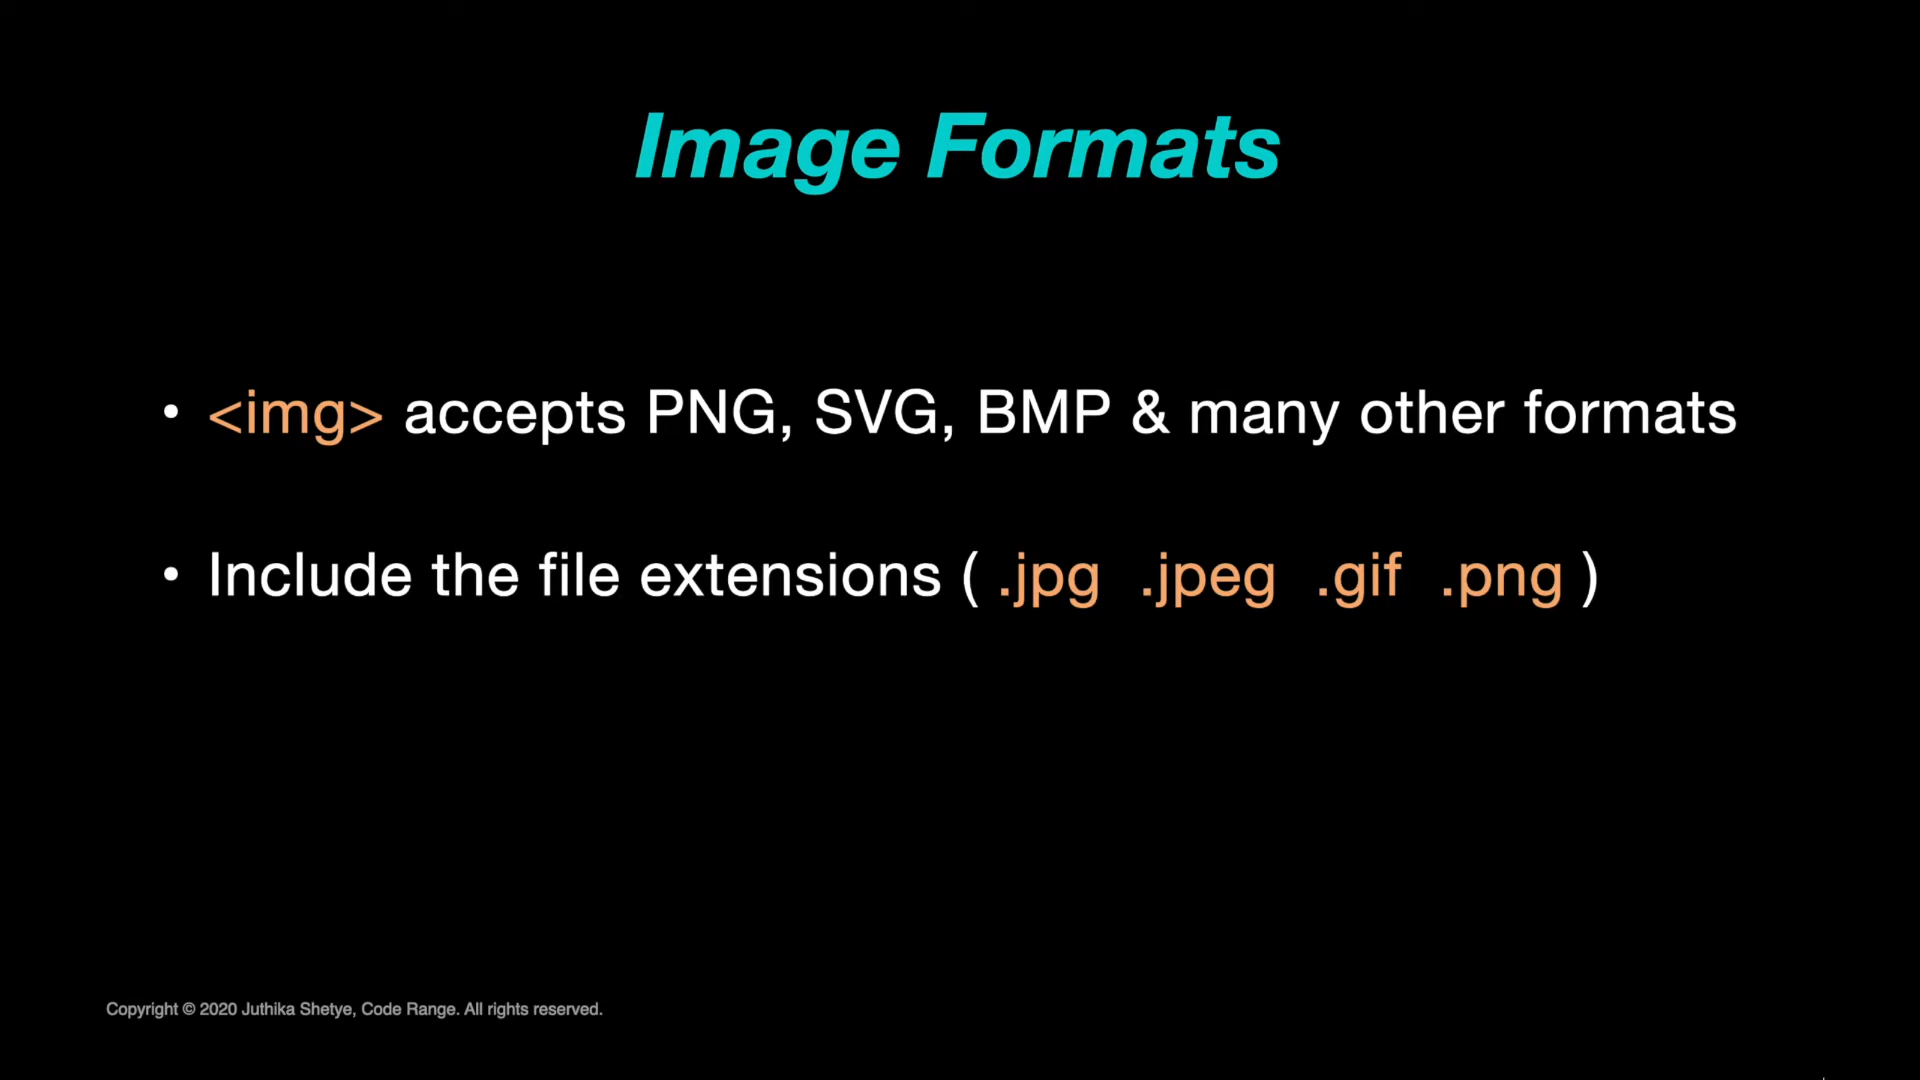 Image Formats
• <img> accepts PNG, SVG, BMP & many other formats
• Include the file extensions ( .jpg .jpeg .gif .png )
Copyright © 2020 Juthika Shetye, Code Range. All rights reserved.